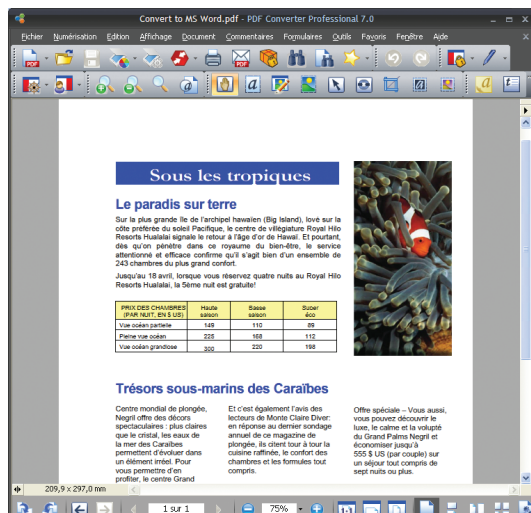 Convert to MS Word.pdf - PDF Converter Professional 7.0
Fichier Numérisation Edition Affichage Document Commentaires Formulaires Outils Favoris Fenêtre Aide
Sous les tropiques
Le paradis sur terre
Sur la plus grande île de l'archipel hawaïen (Big Island), lové sur la
côte préférée du soleil Pacifique, le centre de villégiature Royal Hilo
Resorts Hualalai signale le retour à l'âge d'or de Hawaï. Et pourtant,
dès qu'on pénètre dans ce royaume du bien-être, le service
attentionné et efficace confirme qu'il s'agit bien d'un ensemble de
243 chambres du plus grand confort.
Jusqu'au 18 avril, lorsque vous réservez quatre nuits au Royal Hilo
Resorts Hualalai, la 5ème nuit est gratuite!
PRIX DES CHAMBRES (PAR NUIT, EN $ US) Haute saison Basse saison Super éco
Vue océan partielle 149 110 89
Pleine vue océan 225 168 112
Vue océan grandiose 300 220 198
Trésors sous-marins des Caraïbes
Centre mondial de plongée,
Negril offre des décors
spectaculaires : plus claires
que le cristal, les eaux de
la mer des Caraïbes
permettent d'évoluer dans
un élément irréel. Pour
vous permettre d'en
profiter, le centre Grand
Et c'est également l'avis des
lecteurs de Monte Claire Diver:
en réponse au dernier sondage
annuel de ce magazine de
plongée, ils citent tour à tour la
cuisine raffinée, le confort des
chambres et les formules tout
compris.
Offre spéciale – Vous aussi,
vous pouvez découvrir le
luxe, le calme et la volupté
du Grand Palms Negril et
économiser jusqu'à
555 $ US (par couple) sur
un séjour tout compris de
sept nuits ou plus.
209,9 x 297,0 mm
1 sur 1
75%